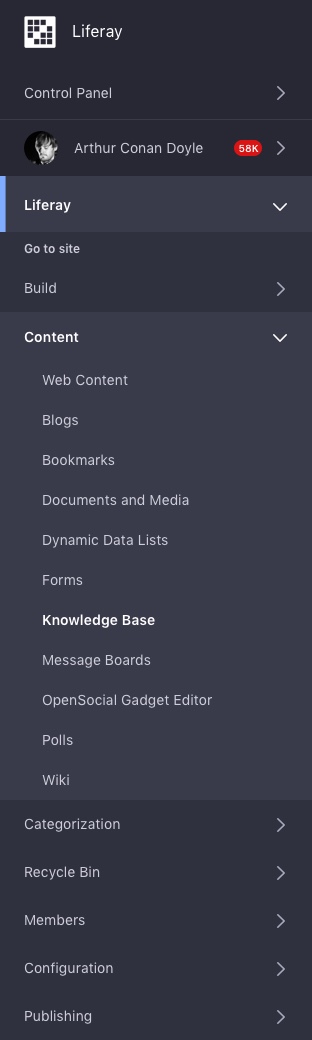 Liferay
Control Panel
Arthur Conan Doyle 58K
Liferay
Go to site
Build
Content
Web Content
Blogs
Bookmarks
Documents and Media
Dynamic Data Lists
Forms
Knowledge Base
Message Boards
OpenSocial Gadget Editor
Polls
Wiki
Categorization
Recycle Bin
Members
Configuration
Publishing